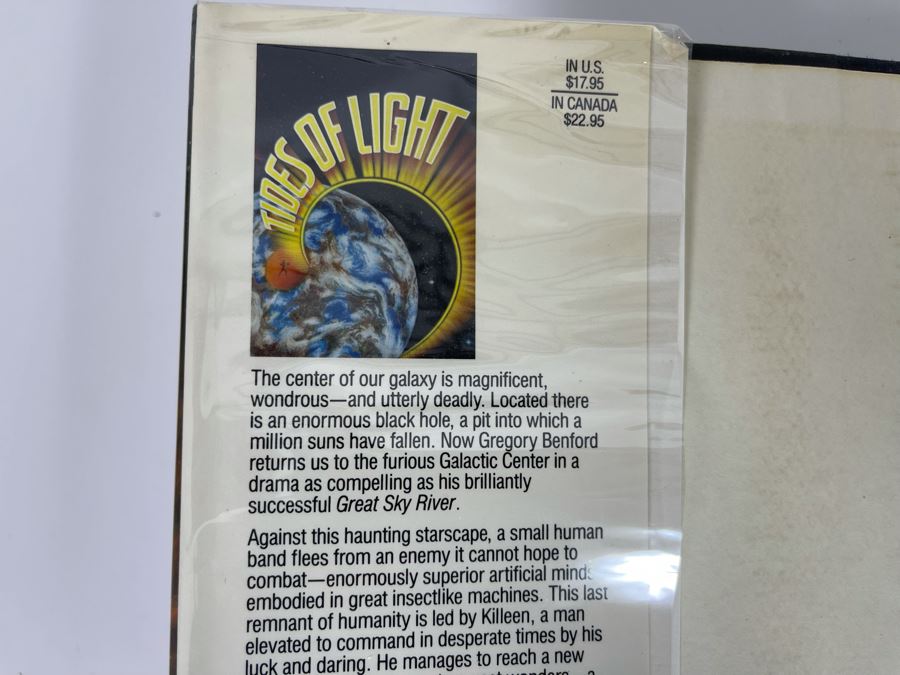 TIDES OF LIGHT
IN U.S.
$17.95
IN CANADA
$22.95
The center of our galaxy is magnificent,
wondrous—and utterly deadly. Located there
is an enormous black hole, a pit into which a
million suns have fallen. Now Gregory Benford
returns us to the furious Galactic Center in a
drama as compelling as his brilliantly
successful Great Sky River.
Against this haunting starscape, a small human
band flees from an enemy it cannot hope to
combat—enormously superior artificial minds
embodied in great insectlike machines. This last
remnant of humanity is led by Killeen, a man
elevated to command in desperate times by his
luck and daring. He manages to reach a new